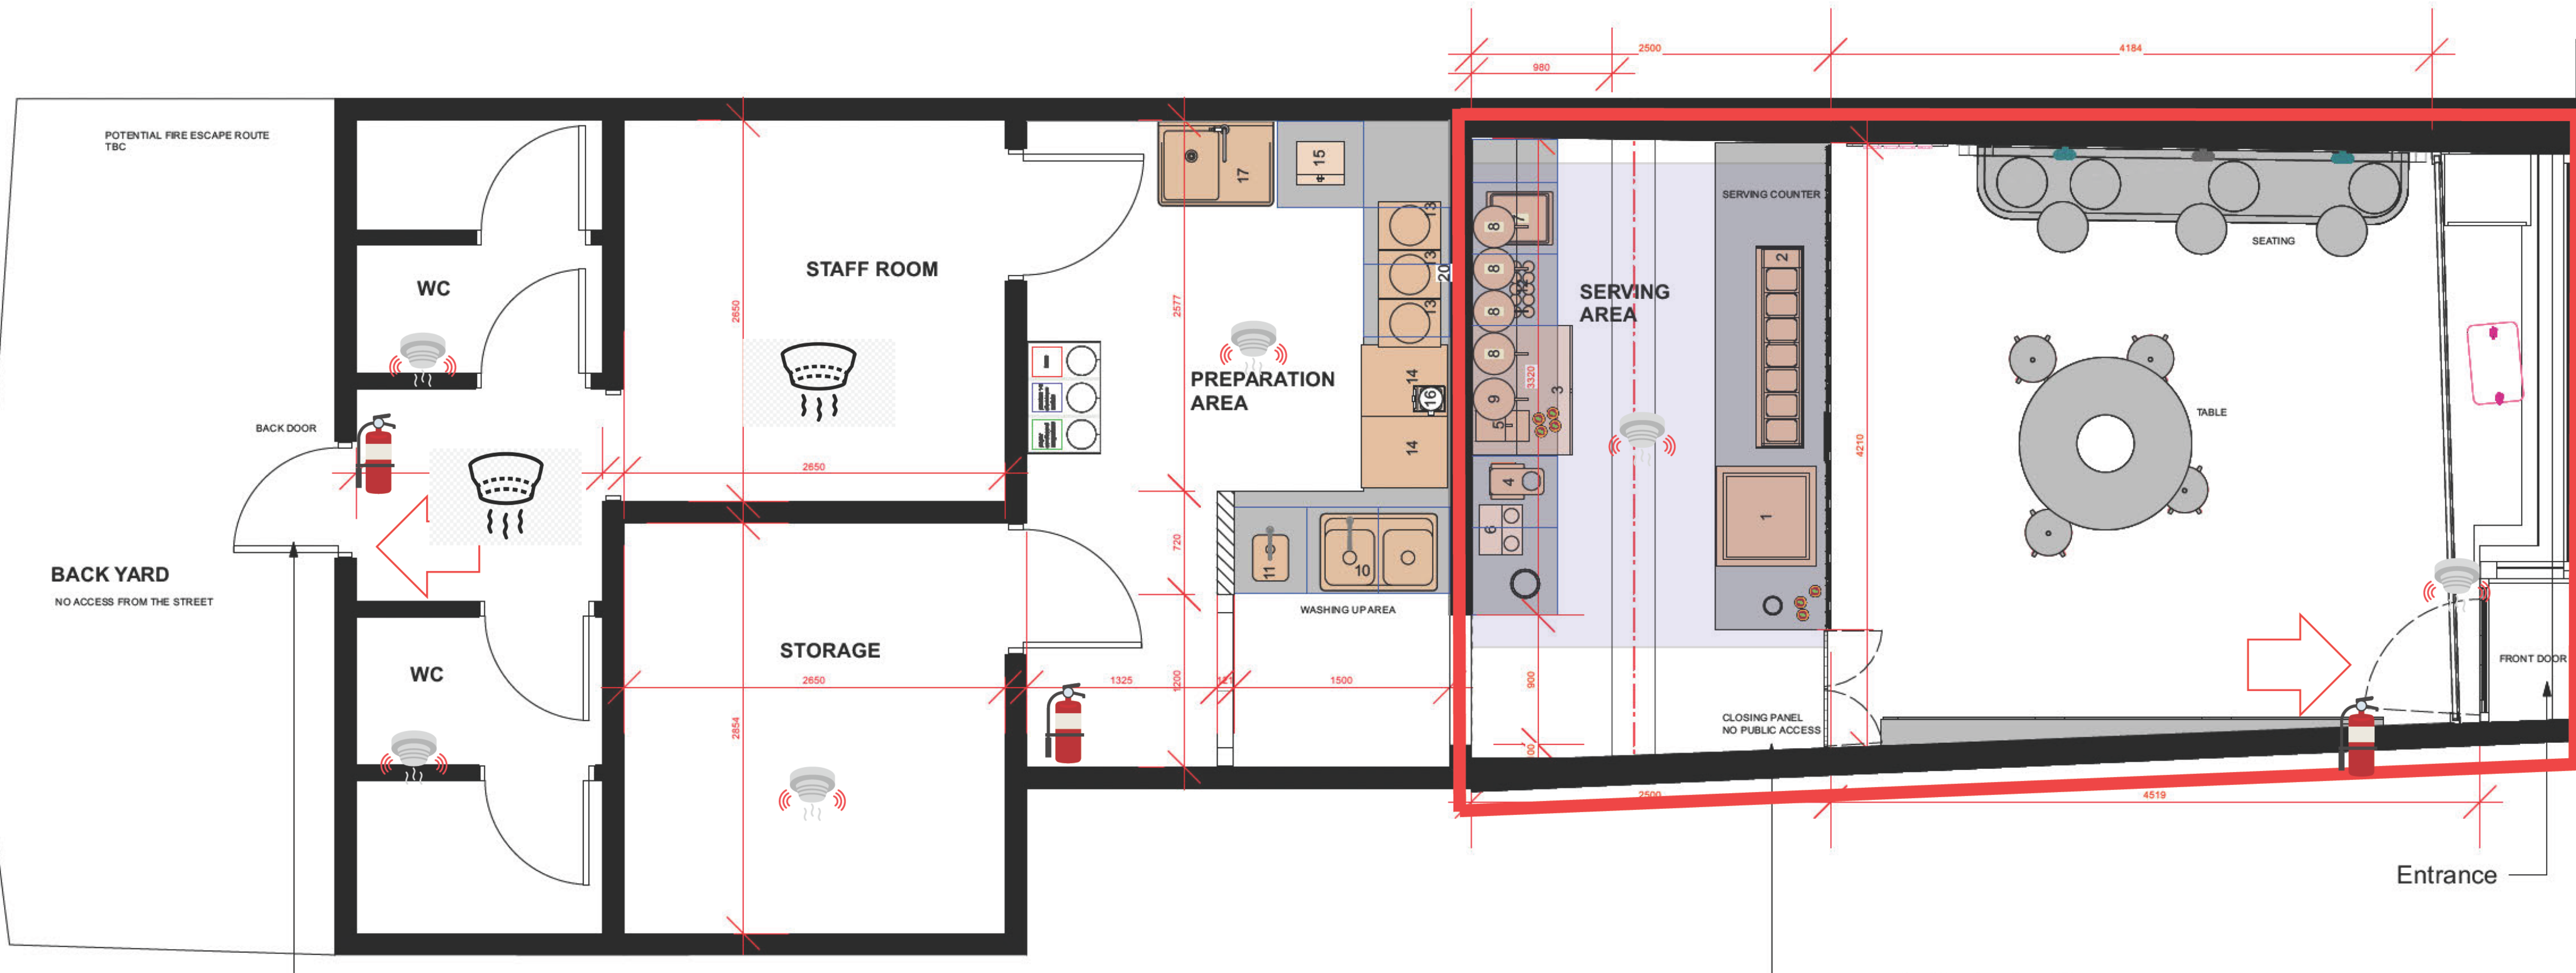 2500
4184
980
POTENTIAL FIRE ESCAPE ROUTE
TBC
WC
STAFF ROOM
2650
2577
17
15
13
13
13
20
14
16
14
PREPARATION
AREA
7
8
8
8
8
9
5
3
3320
4
6
SERVING
AREA
SERVING COUNTER
2
1
4210
SEATING
TABLE
BACK DOOR
2650
BACK YARD
NO ACCESS FROM THE STREET
720
11
10
WASHING UP AREA
WC
STORAGE
2650
1325
1200
121
1500
2854
900
CLOSING PANEL
NO PUBLIC ACCESS
FRONT DOOR
2500
4519
Entrance